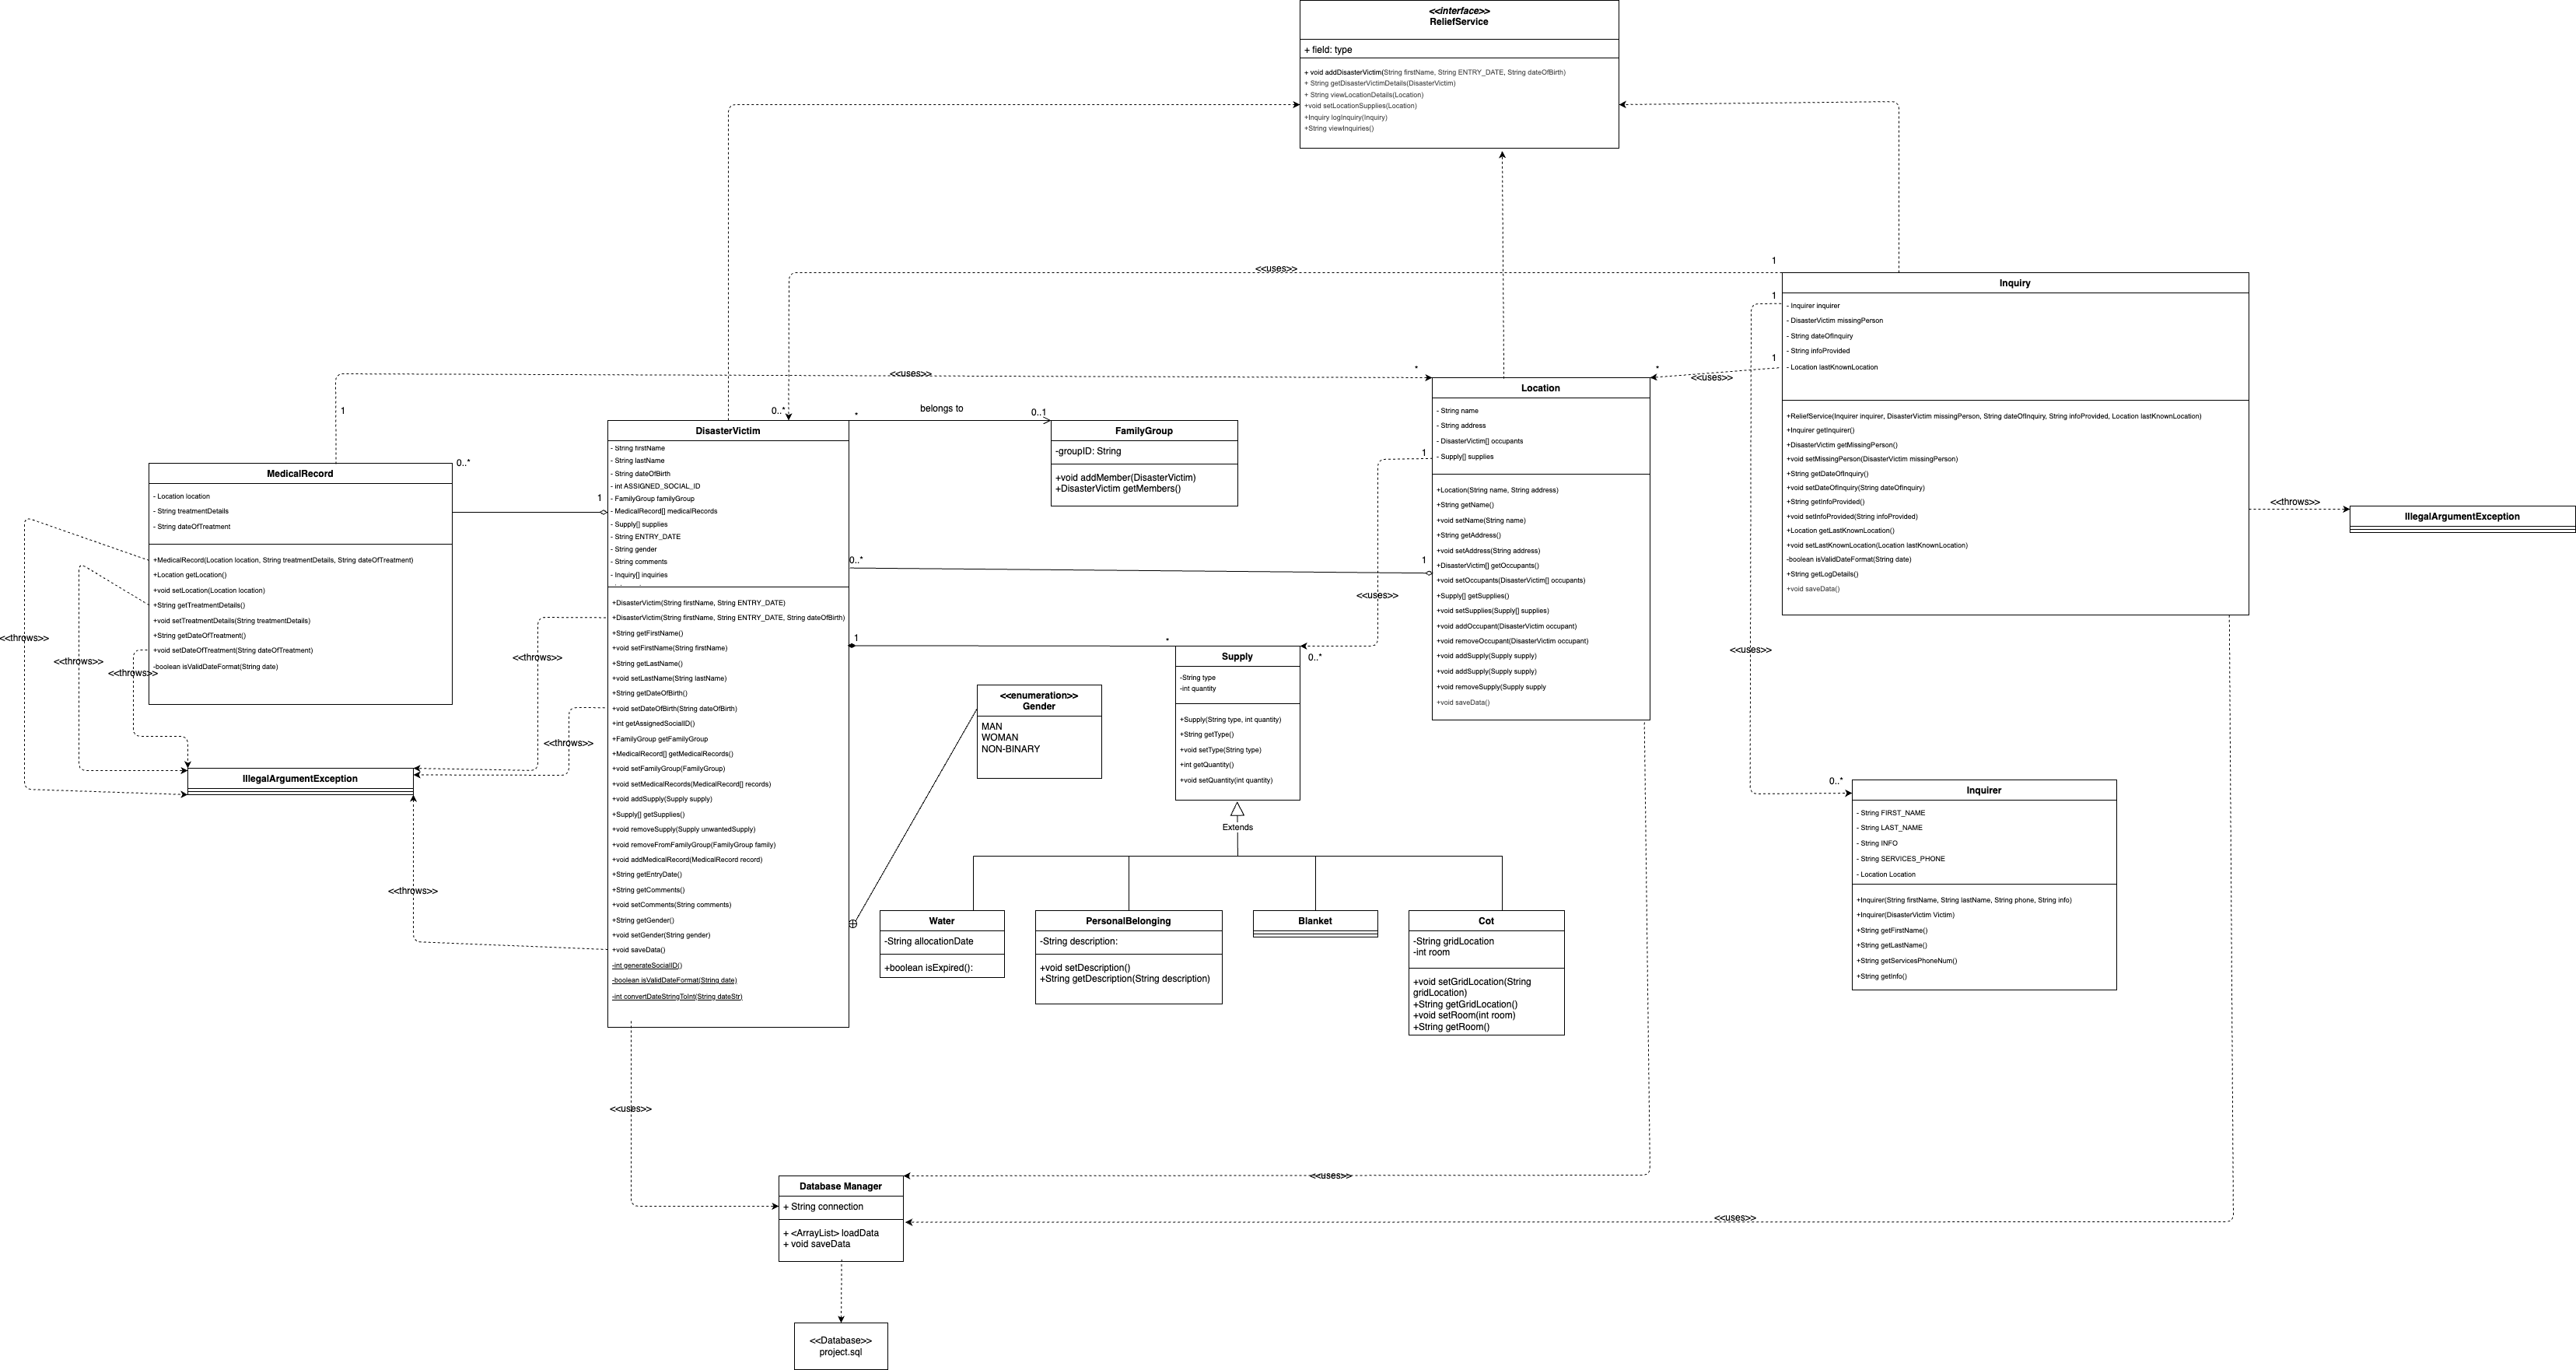 <<interface>>
ReliefService
+ field: type
+ void addDisasterVictim(String firstName, String ENTRY_DATE, String dateOfBirth)
+ String getDisasterVictimDetails(DisasterVictim)
+ String viewLocationDetails(Location)
+void setLocationSupplies(Location)
+Inquiry logInquiry(Inquiry)
+String viewInquiries()
<<uses>>
1
0..*
Inquiry
- Inquirer inquirer
- DisasterVictim missingPerson
- String dateOfInquiry
- String infoProvided
- Location lastKnownLocation
+ReliefService(Inquirer inquirer, DisasterVictim missingPerson, String dateOfInquiry, String infoProvided, Location lastKnownLocation)
+Inquirer getInquirer()
+DisasterVictim getMissingPerson()
+void setMissingPerson(DisasterVictim missingPerson)
+String getDateOfInquiry()
+void setDateOfInquiry(String dateOfInquiry)
+String getInfoProvided()
+void setInfoProvided(String infoProvided)
+Location getLastKnownLocation()
+void setLastKnownLocation(Location lastKnownLocation)
-boolean isValidDateFormat(String date)
+String getLogDetails()
+void saveData()
1
1
*
<<uses>>
<<throws>>
IllegalArgumentException
<<uses>>
0..*
<<uses>>
1
*
Location
- String name
- String address
- DisasterVictim[] occupants
- Supply[] supplies
+Location(String name, String address)
+String getName()
+void setName(String name)
+String getAddress()
+void setAddress(String address)
+DisasterVictim[] getOccupants()
+void setOccupants(DisasterVictim[] occupants)
+Supply[] getSupplies()
+void setSupplies(Supply[] supplies)
+void addOccupant(DisasterVictim occupant)
+void removeOccupant(DisasterVictim occupant)
+void addSupply(Supply supply)
+void addSupply(Supply supply)
+void removeSupply(Supply supply
+void saveData()
*
belongs to
0..1
FamilyGroup
-groupID: String
+void addMember(DisasterVictim)
+DisasterVictim getMembers()
DisasterVictim
- String firstName
- String lastName
- String dateOfBirth
- int ASSIGNED_SOCIAL_ID
- FamilyGroup familyGroup
- MedicalRecord[] medicalRecords
- Supply[] supplies
- String ENTRY_DATE
- String gender
- String comments
- Inquiry[] inquiries
+DisasterVictim(String firstName, String ENTRY_DATE)
+DisasterVictim(String firstName, String ENTRY_DATE, String dateOfBirth)
+String getFirstName()
+void setFirstName(String firstName)
+String getLastName()
+void setLastName(String lastName)
+String getDateOfBirth()
+void setDateOfBirth(String dateOfBirth)
+int getAssignedSocialID()
+FamilyGroup getFamilyGroup
+MedicalRecord[] getMedicalRecords()
+void setFamilyGroup(FamilyGroup)
+void setMedicalRecords(MedicalRecord[] records)
+void addSupply(Supply supply)
+Supply[] getSupplies()
+void removeSupply(Supply unwantedSupply)
+void removeFromFamilyGroup(FamilyGroup family)
+void addMedicalRecord(MedicalRecord record)
+String getEntryDate()
+String getComments()
+void setComments(String comments)
+String getGender()
+void setGender(String gender)
+void saveData()
-int generateSocialID()
-boolean isValidDateFormat(String date)
-int convertDateStringToInt(String dateStr)
MedicalRecord
- Location location
- String treatmentDetails
- String dateOfTreatment
+MedicalRecord(Location location, String treatmentDetails, String dateOfTreatment)
+Location getLocation()
+void setLocation(Location location)
+String getTreatmentDetails()
+void setTreatmentDetails(String treatmentDetails)
+String getDateOfTreatment()
+void setDateOfTreatment(String dateOfTreatment)
-boolean isValidDateFormat(String date)
0..*
1
<<throws>>
<<throws>>
<<throws>>
<<throws>>
<<throws>>
<<throws>>
IllegalArgumentException
0..*
1
1
<<uses>>
0..*
1
*
Supply
-String type
-int quantity
+Supply(String type, int quantity)
+String getType()
+void setType(String type)
+int getQuantity()
+void setQuantity(int quantity)
Extends
<<enumeration>>
Gender
MAN
WOMAN
NON-BINARY
Water
-String allocationDate
+boolean isExpired():
PersonalBelonging
-String description:
+void setDescription()
+String getDescription(String description)
Blanket
Cot
-String gridLocation
-int room
+void setGridLocation(String
gridLocation)
+String getGridLocation()
+void setRoom(int room)
+String getRoom()
Inquirer
- String FIRST_NAME
- String LAST_NAME
- String INFO
- String SERVICES_PHONE
- Location Location
+Inquirer(String firstName, String lastName, String phone, String info)
+Inquirer(DisasterVictim Victim)
+String getFirstName()
+String getLastName()
+String getServicesPhoneNum()
+String getInfo()
<<uses>>
<<uses>>
<<uses>>
Database Manager
+ String connection
+ <ArrayList> loadData
+ void saveData
<<Database>>
project.sql